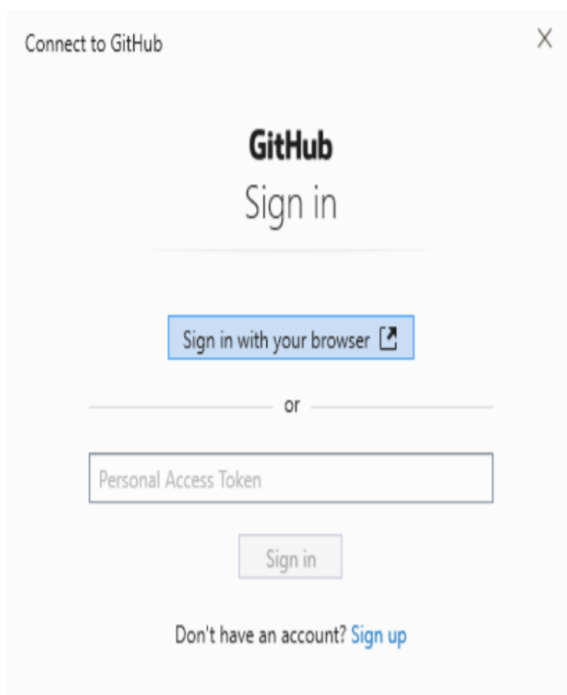 Connect to GitHub
GitHub
Sign in
Sign in with your browser
or
Personal Access Token
Sign in
Don't have an account? Sign up